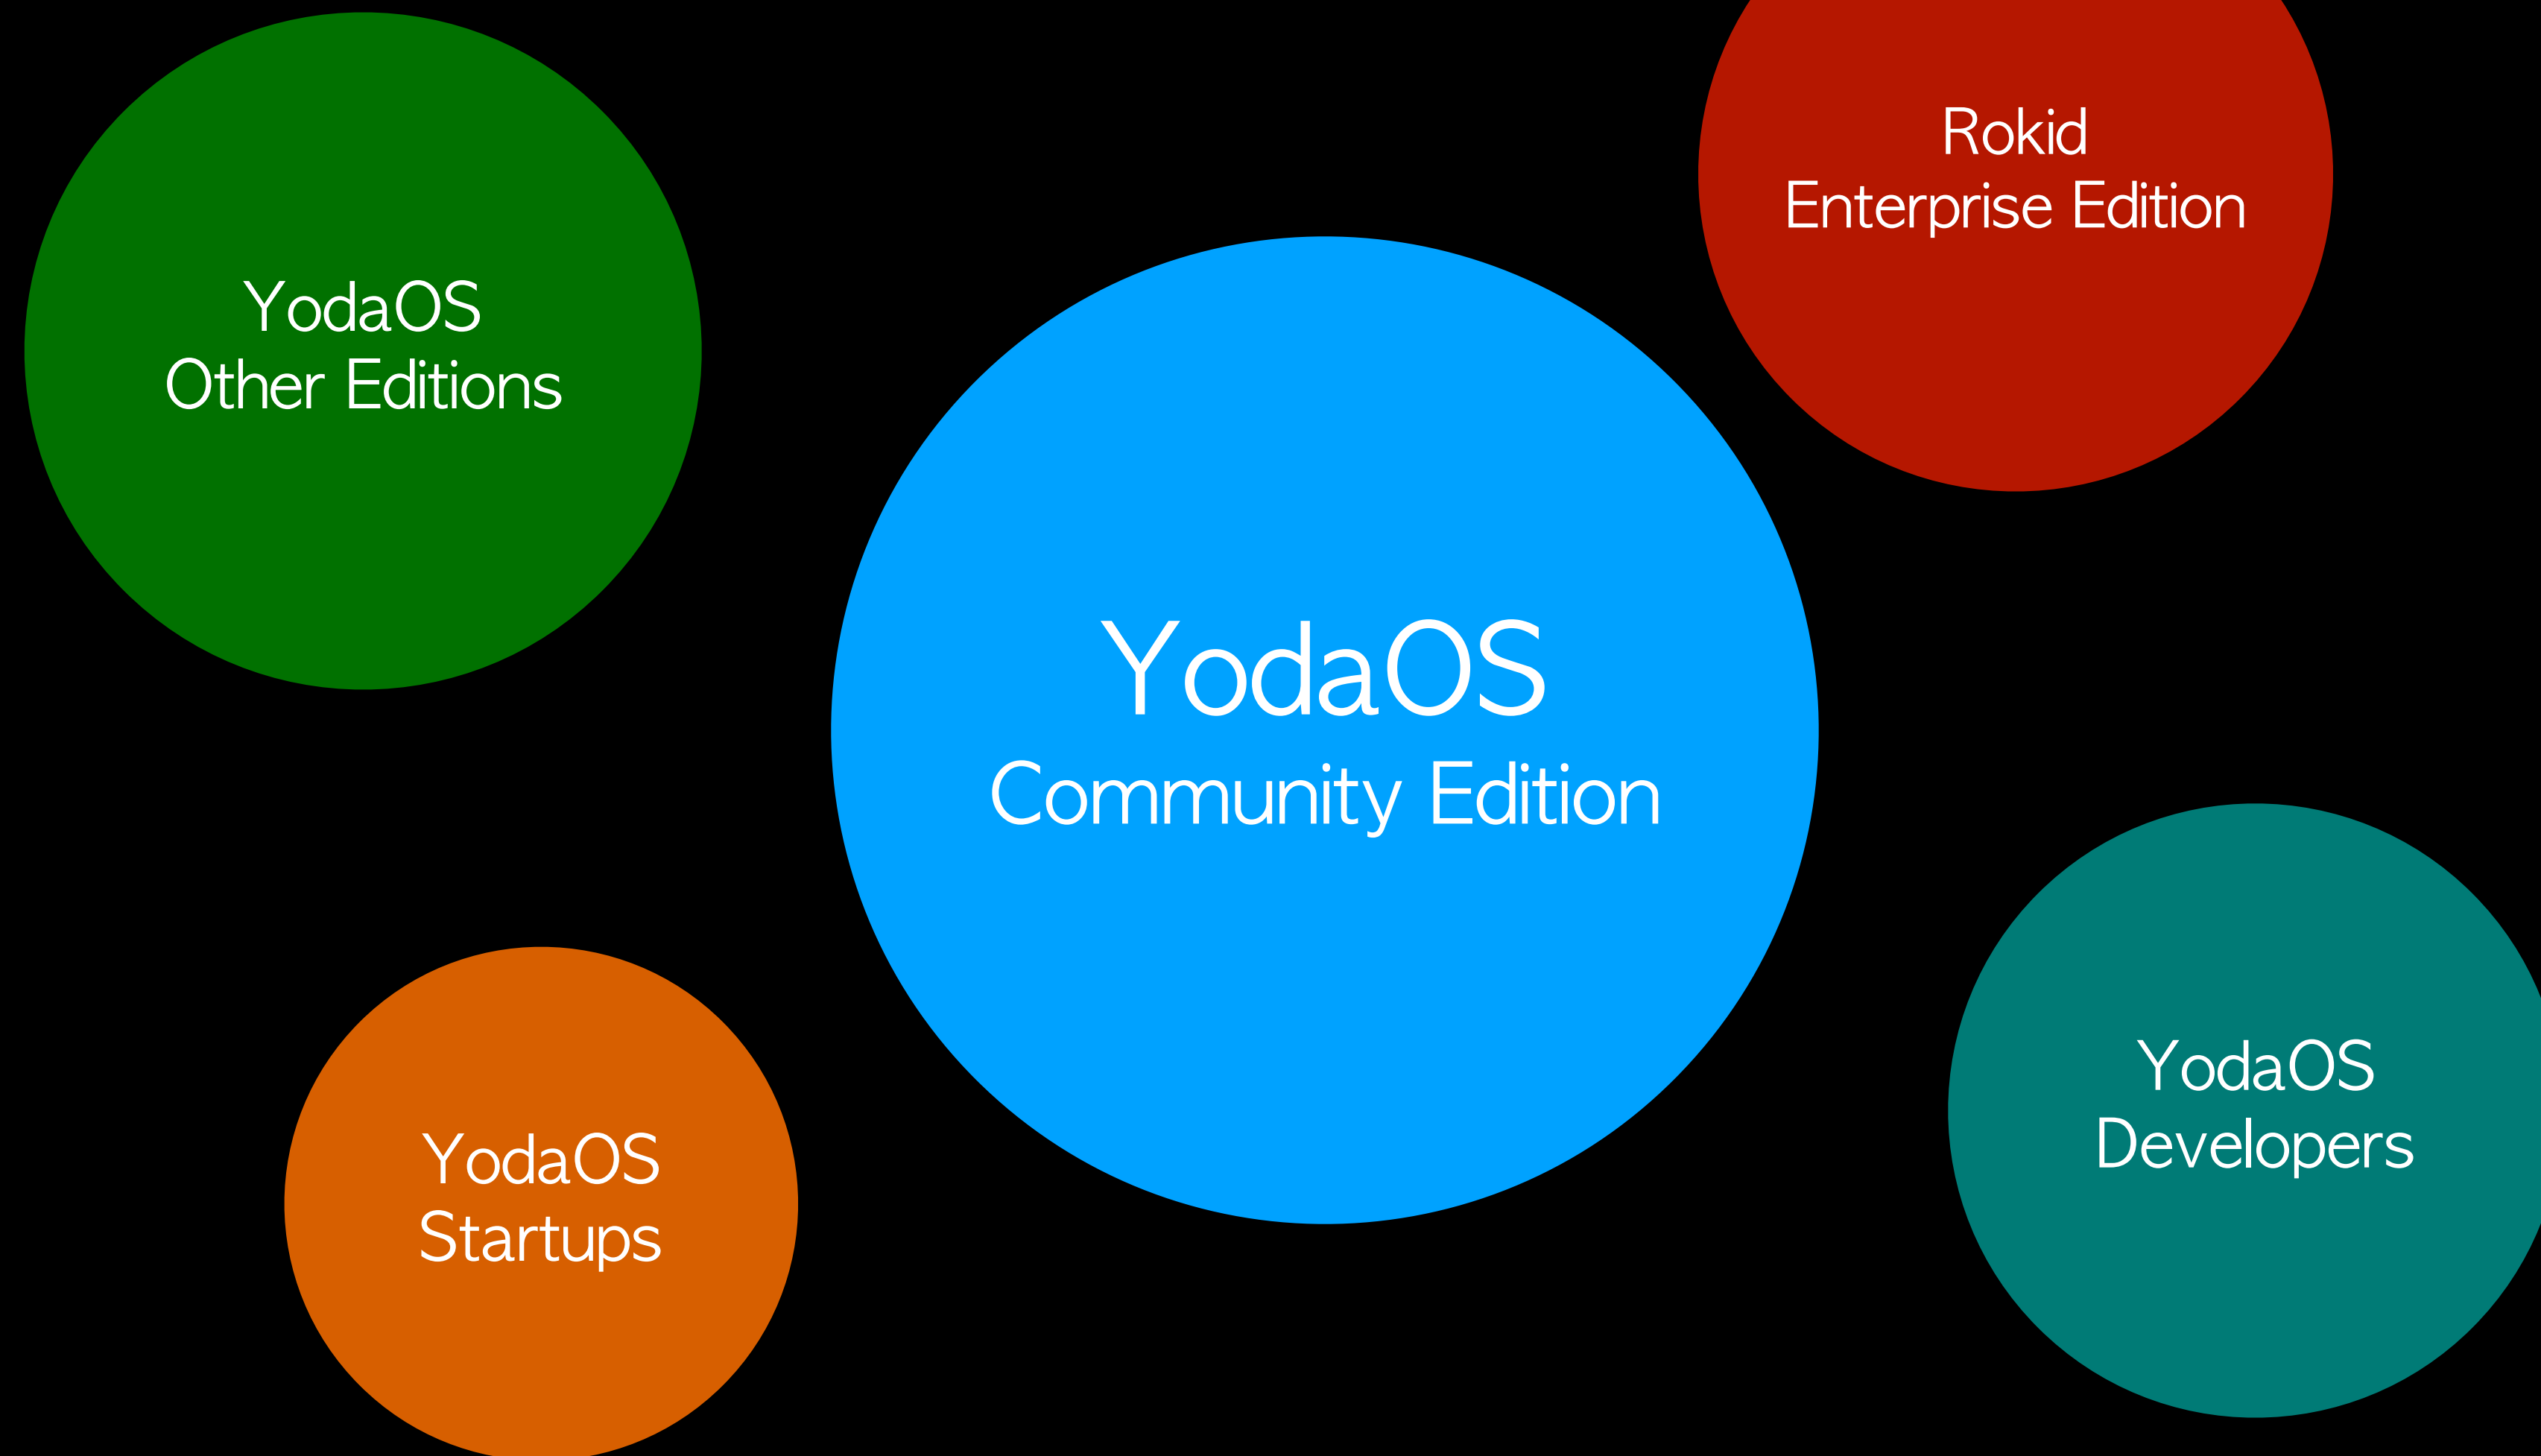 YodaOS
Other Editions
Rokid
Enterprise Edition
YodaOS
Community Edition
YodaOS
Startups
YodaOS
Developers